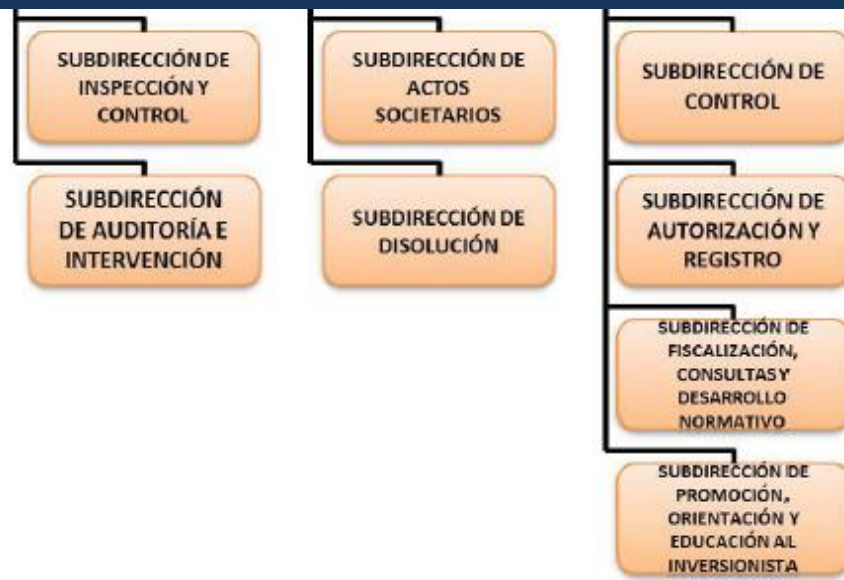 SUBDIRECCIÓN DE
INSPECCIÓN Y
CONTROL
SUBDIRECCIÓN
DE AUDITORÍA E
INTERVENCIÓN
SUBDIRECCIÓN DE
ACTOS
SOCIETARIOS
SUBDIRECCIÓN DE
DISOLUCIÓN
SUBDIRECCIÓN DE
CONTROL
SUBDIRECCIÓN DE
AUTORIZACIÓN Y
REGISTRO
SUBDIRECCIÓN DE
FISCALIZACIÓN,
CONSULTAS Y
DESARROLLO
NORMATIVO
SUBDIRECCIÓN DE
PROMOCIÓN,
ORIENTACIÓN Y
EDUCACIÓN AL
INVERSIONISTA